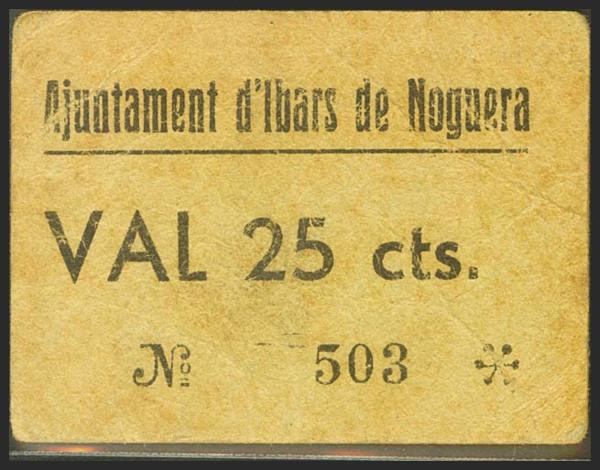 Ajuntament d'Ibars de Noguera
VAL 25 cts.
Nº 503